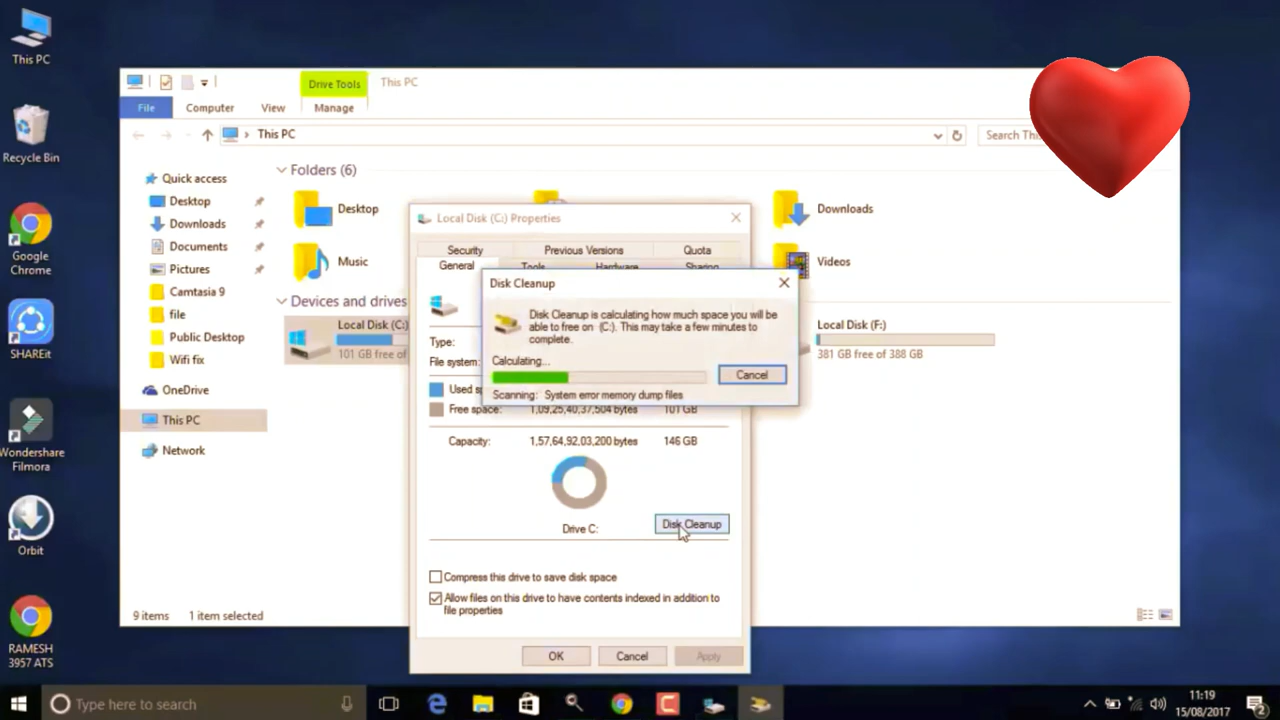 This PC
Recycle Bin
Google
Chrome
SHAREit
Wondershare
Filmora
Orbit
RAMESH
3957 ATS
Drive Tools
This PC
File
Computer
View
Manage
This PC
Search
Quick access
Desktop
Downloads
Documents
Pictures
Camtasia 9
file
Public Desktop
Wifi fix
OneDrive
This PC
Network
Folders (6)
Desktop
Downloads
Music
Videos
Devices and drives
Local Disk (C:)
101 GB free of
Local Disk (F:)
381 GB free of 388 GB
9 items
1 item selected
Local Disk (C:) Properties
Security
Previous Versions
Quota
General
Tools
Hardware
Sharing
Type:
File system:
Used
Free space:
1,09,25,40,37,504 bytes
101 GB
Capacity:
1,57,64,92,03,200 bytes
146 GB
Drive C:
Disk Cleanup
Compress this drive to save disk space
Allow files on this drive to have contents indexed in addition to
file properties
OK
Cancel
Apply
Disk Cleanup
Disk Cleanup is calculating how much space you will be
able to free on (C:). This may take a few minutes to
complete.
Calculating...
Cancel
Scanning: System error memory dump files
Type here to search
11:19
15/08/2017
2